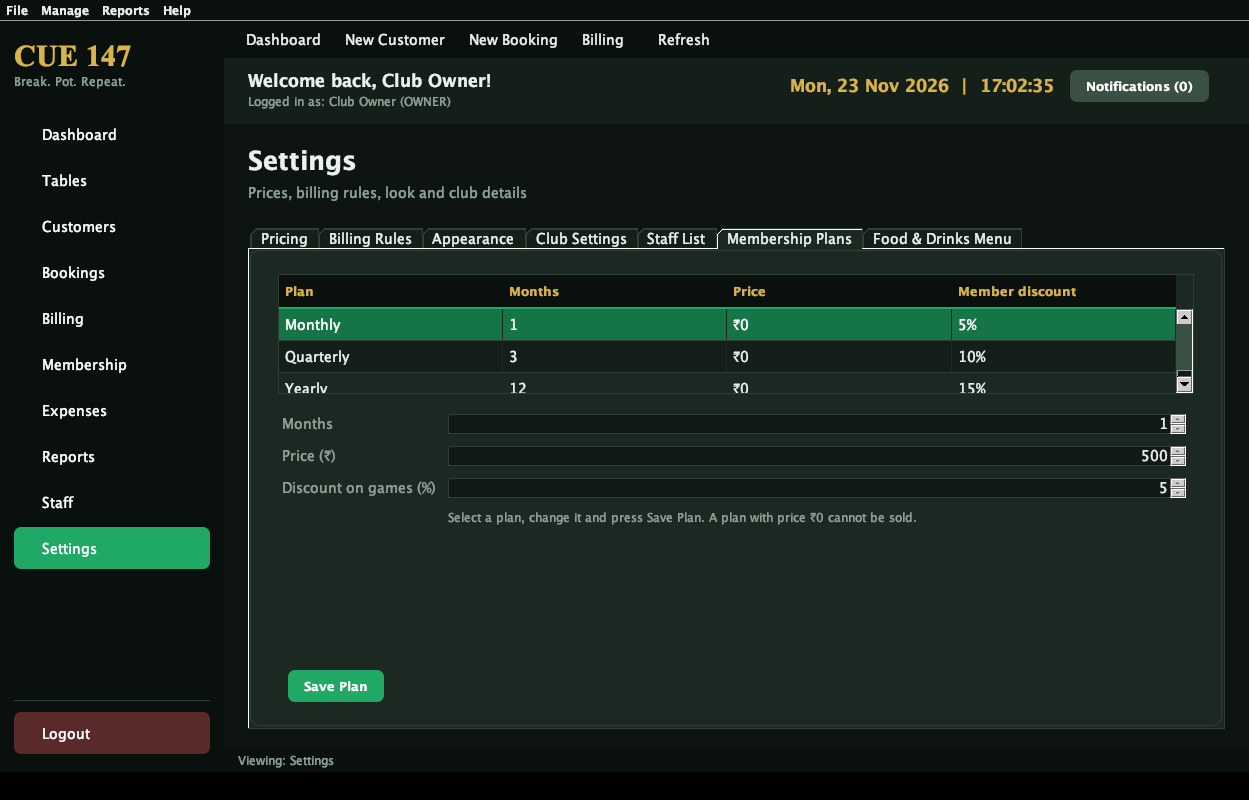 File Manage Reports Help
CUE 147
Break. Pot. Repeat.
Dashboard New Customer New Booking Billing Refresh
Welcome back, Club Owner!
Logged in as: Club Owner (OWNER)
Mon, 23 Nov 2026 | 17:02:35
Notifications (0)
Dashboard
Tables
Customers
Bookings
Billing
Membership
Expenses
Reports
Staff
Settings
Logout
Settings
Prices, billing rules, look and club details
Pricing Billing Rules Appearance Club Settings Staff List Membership Plans Food & Drinks Menu
Plan Months Price Member discount
Monthly 1 ₹0 5%
Quarterly 3 ₹0 10%
Yearly 12 ₹0 15%
Months 1
Price (₹) 500
Discount on games (%) 5
Select a plan, change it and press Save Plan. A plan with price ₹0 cannot be sold.
Save Plan
Viewing: Settings